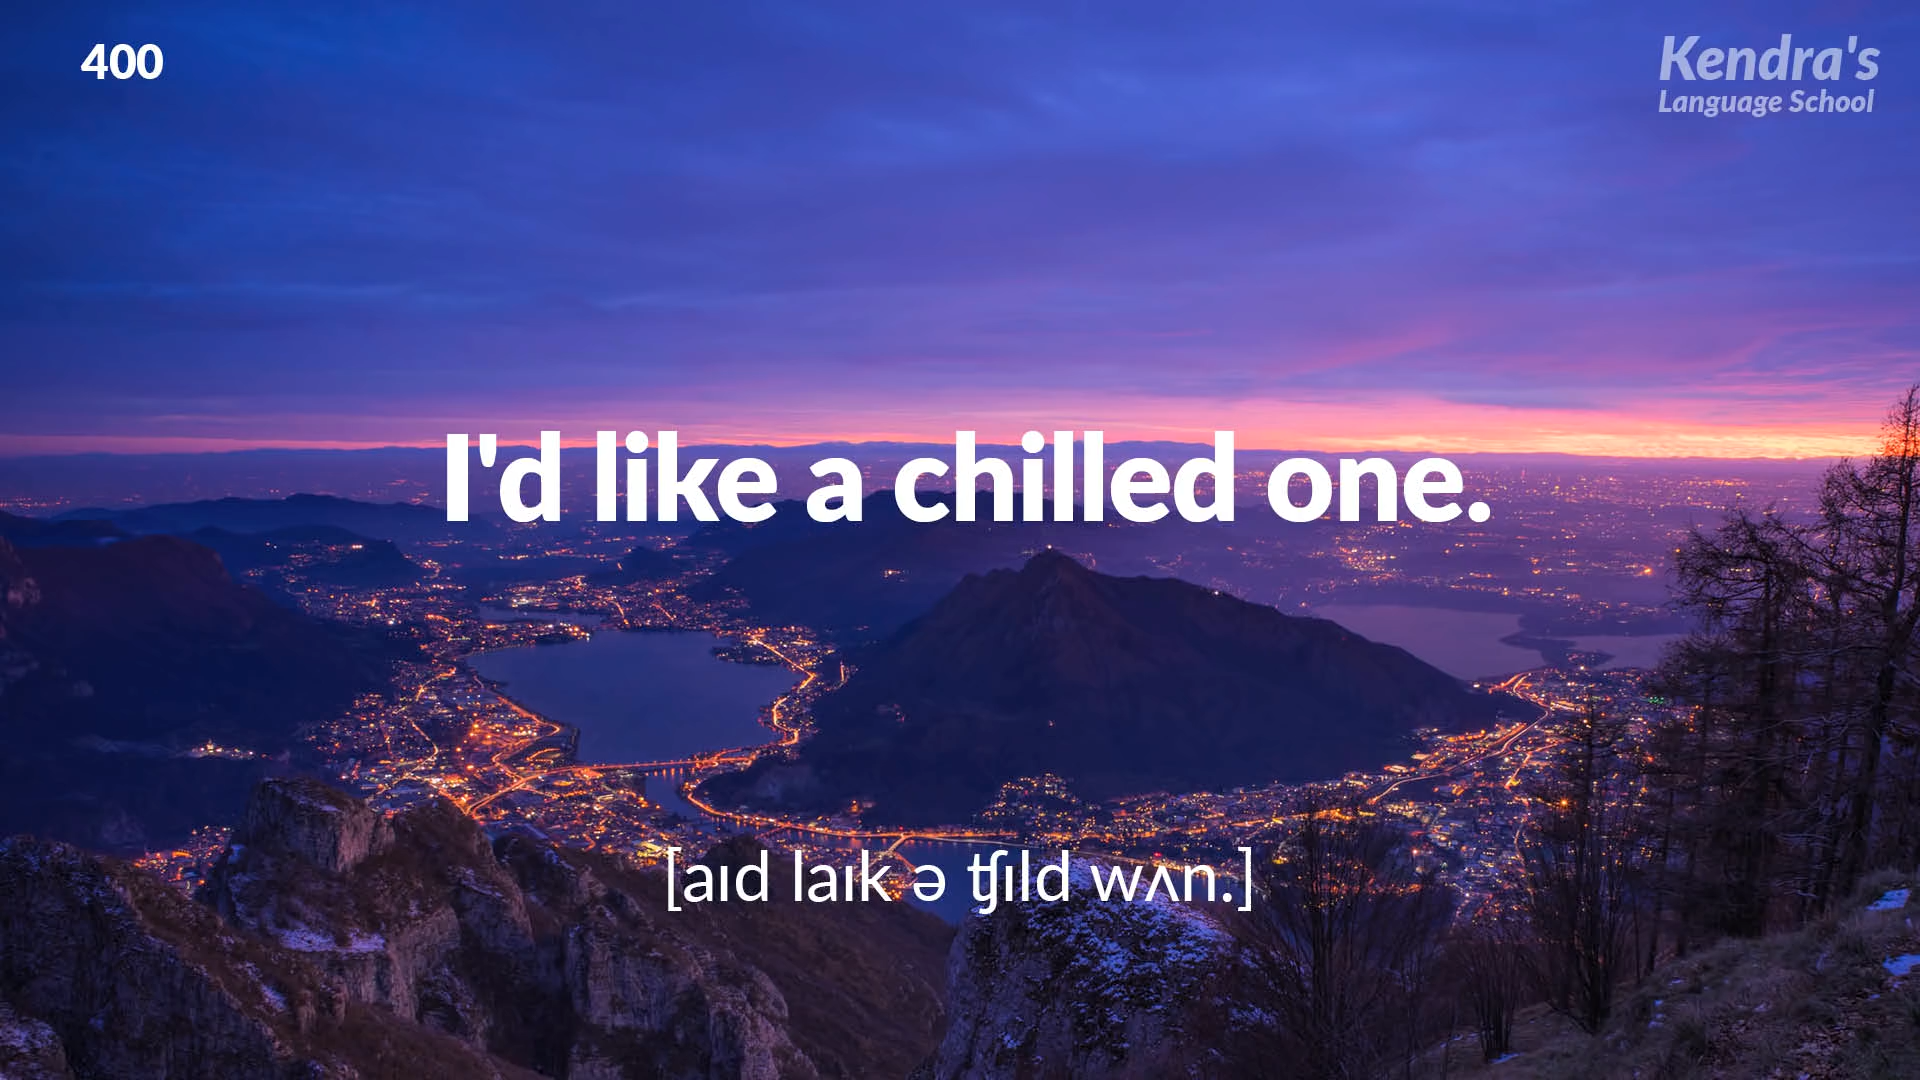 400
Kendra's
Language School
I'd like a chilled one.
[aɪd laɪk ə ʧɪld wʌn.]